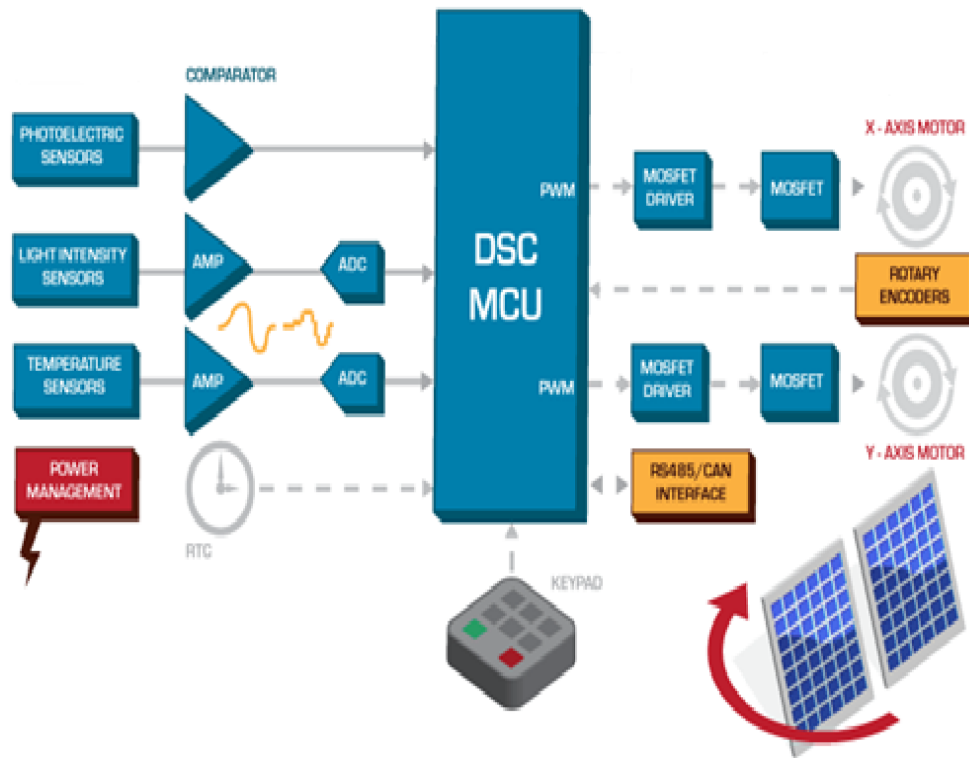 COMPARATOR
PHOTOELECTRIC
SENSORS
LIGHT INTENSITY
SENSORS
AMP
ADC
TEMPERATURE
SENSORS
AMP
ADC
POWER
MANAGEMENT
RTC
DSC
MCU
PWM
PWM
KEYPAD
MOSFET
DRIVER
MOSFET
X - AXIS MOTOR
ROTARY
ENCODERS
MOSFET
DRIVER
MOSFET
Y - AXIS MOTOR
RS485/CAN
INTERFACE